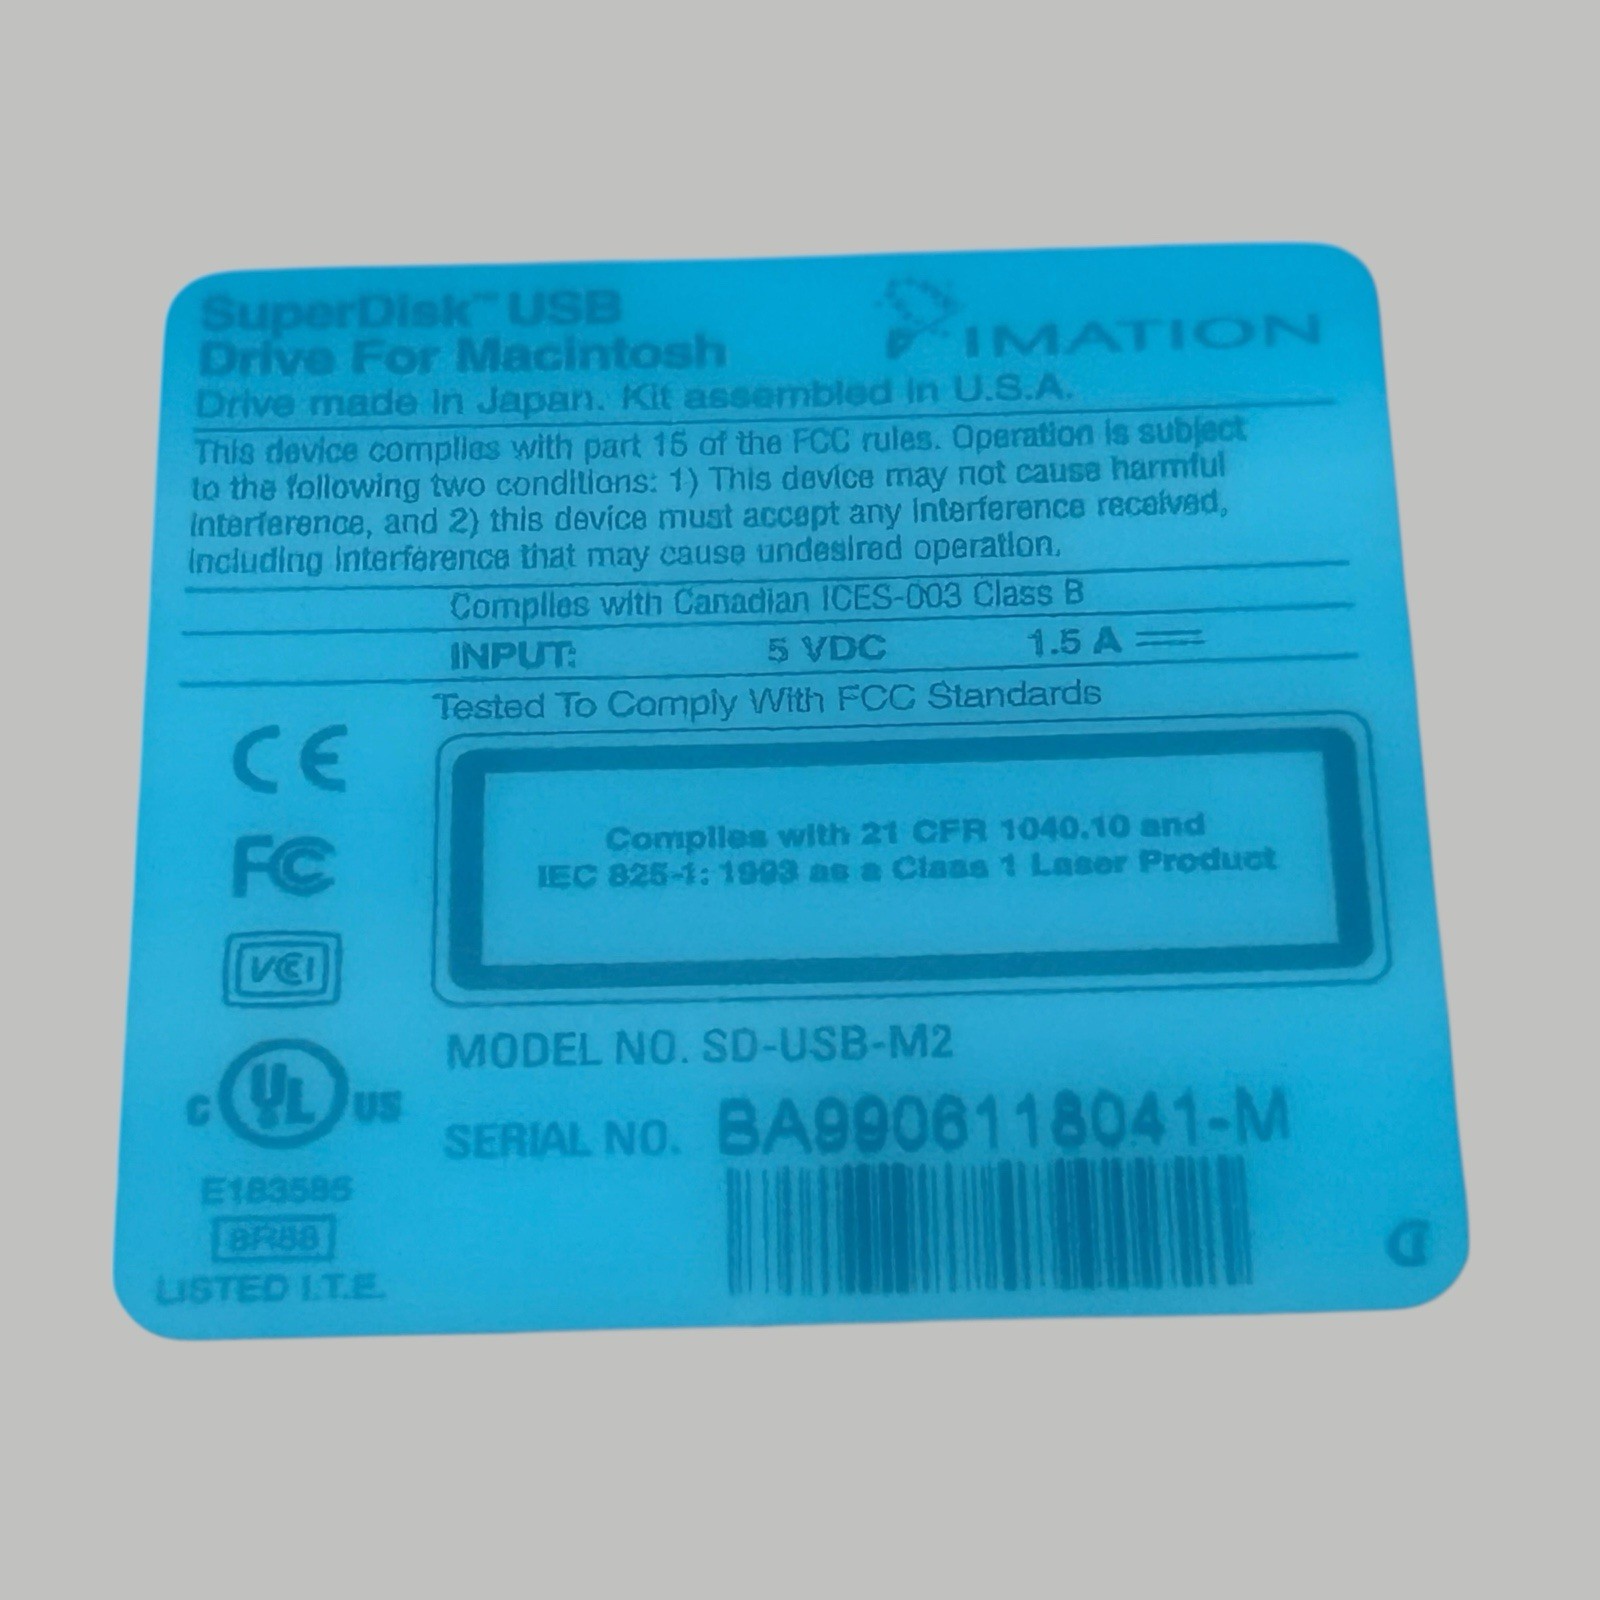 SuperDisk™ USB
Drive For Macintosh
IMATION
Drive made in Japan. Kit assembled in U.S.A.
This device complies with part 15 of the FCC rules. Operation is subject
to the following two conditions: 1) This device may not cause harmful
interference, and 2) this device must accept any interference received,
including interference that may cause undesired operation.
Complies with Canadian ICES-003 Class B
INPUT: 5 VDC 1.5 A
Tested To Comply With FCC Standards
CE
FC
VCCI
Complies with 21 CFR 1040.10 and
IEC 825-1: 1993 as a Class 1 Laser Product
MODEL NO. SD-USB-M2
C UL US
SERIAL NO. BA9906118041-M
E183585
LISTED I.T.E.
D